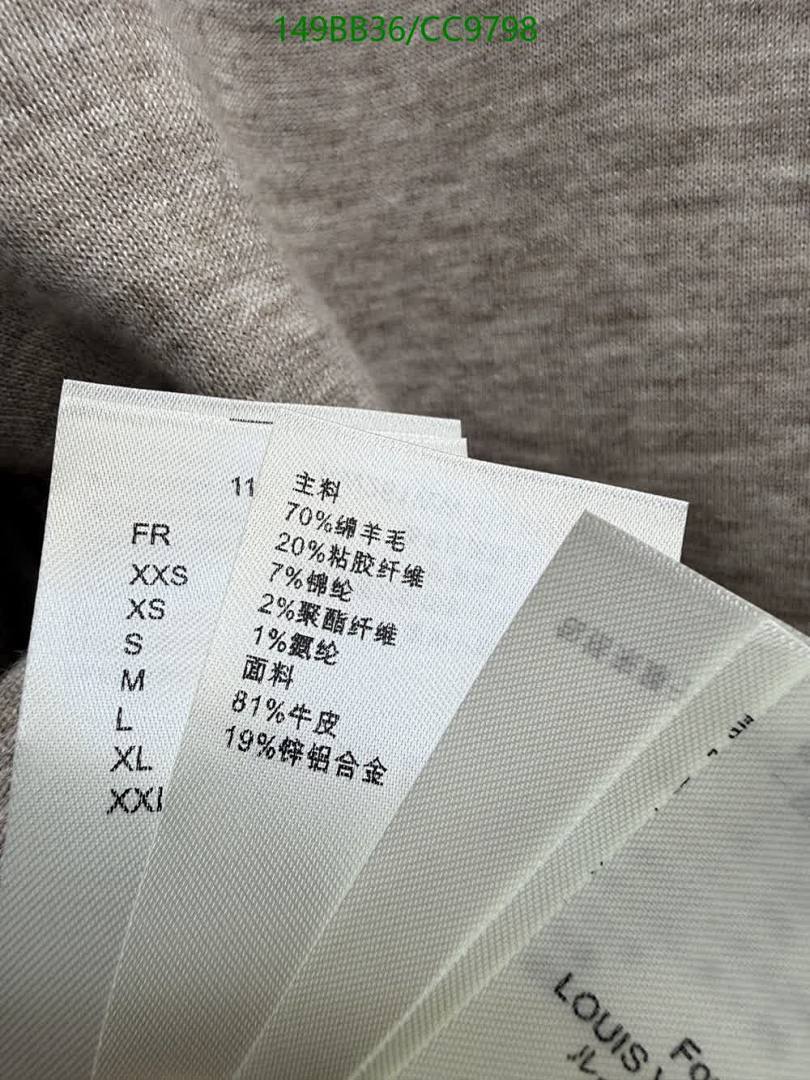 149BB36/CC9798
11
FR
XXS
XS
S
M
L
XL
主料
70%绵羊毛
20%粘胶纤维
7%锦纶
2%聚酯纤维
1%氨纶
面料
81%牛皮
19%锌铝合金
LOUIS